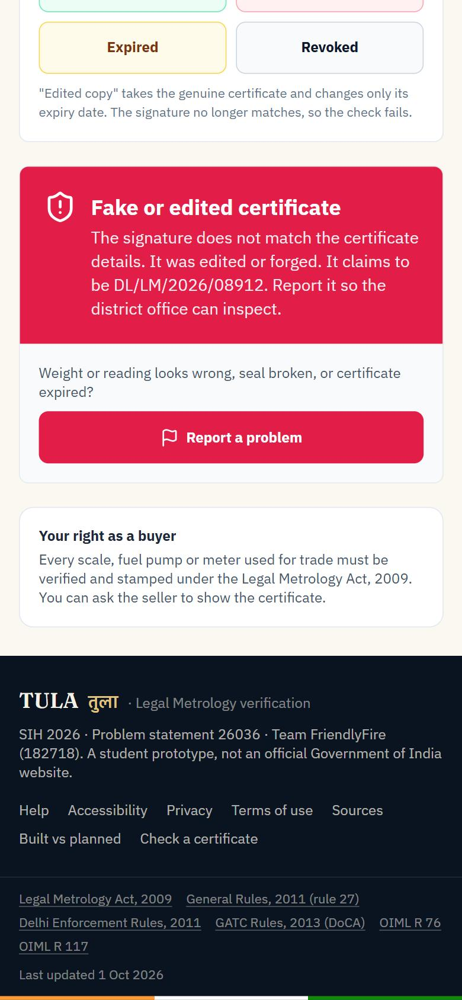 Expired
Revoked
"Edited copy" takes the genuine certificate and changes only its
expiry date. The signature no longer matches, so the check fails.
Fake or edited certificate
The signature does not match the certificate
details. It was edited or forged. It claims to
be DL/LM/2026/08912. Report it so the
district office can inspect.
Weight or reading looks wrong, seal broken, or certificate
expired?
Report a problem
Your right as a buyer
Every scale, fuel pump or meter used for trade must be
verified and stamped under the Legal Metrology Act, 2009.
You can ask the seller to show the certificate.
TULA तुला · Legal Metrology verification
SIH 2026 · Problem statement 26036 · Team FriendlyFire
(182718). A student prototype, not an official Government of India
website.
Help Accessibility Privacy Terms of use Sources
Built vs planned Check a certificate
Legal Metrology Act, 2009 General Rules, 2011 (rule 27)
Delhi Enforcement Rules, 2011 GATC Rules, 2013 (DoCA) OIML R 76
OIML R 117
Last updated 1 Oct 2026